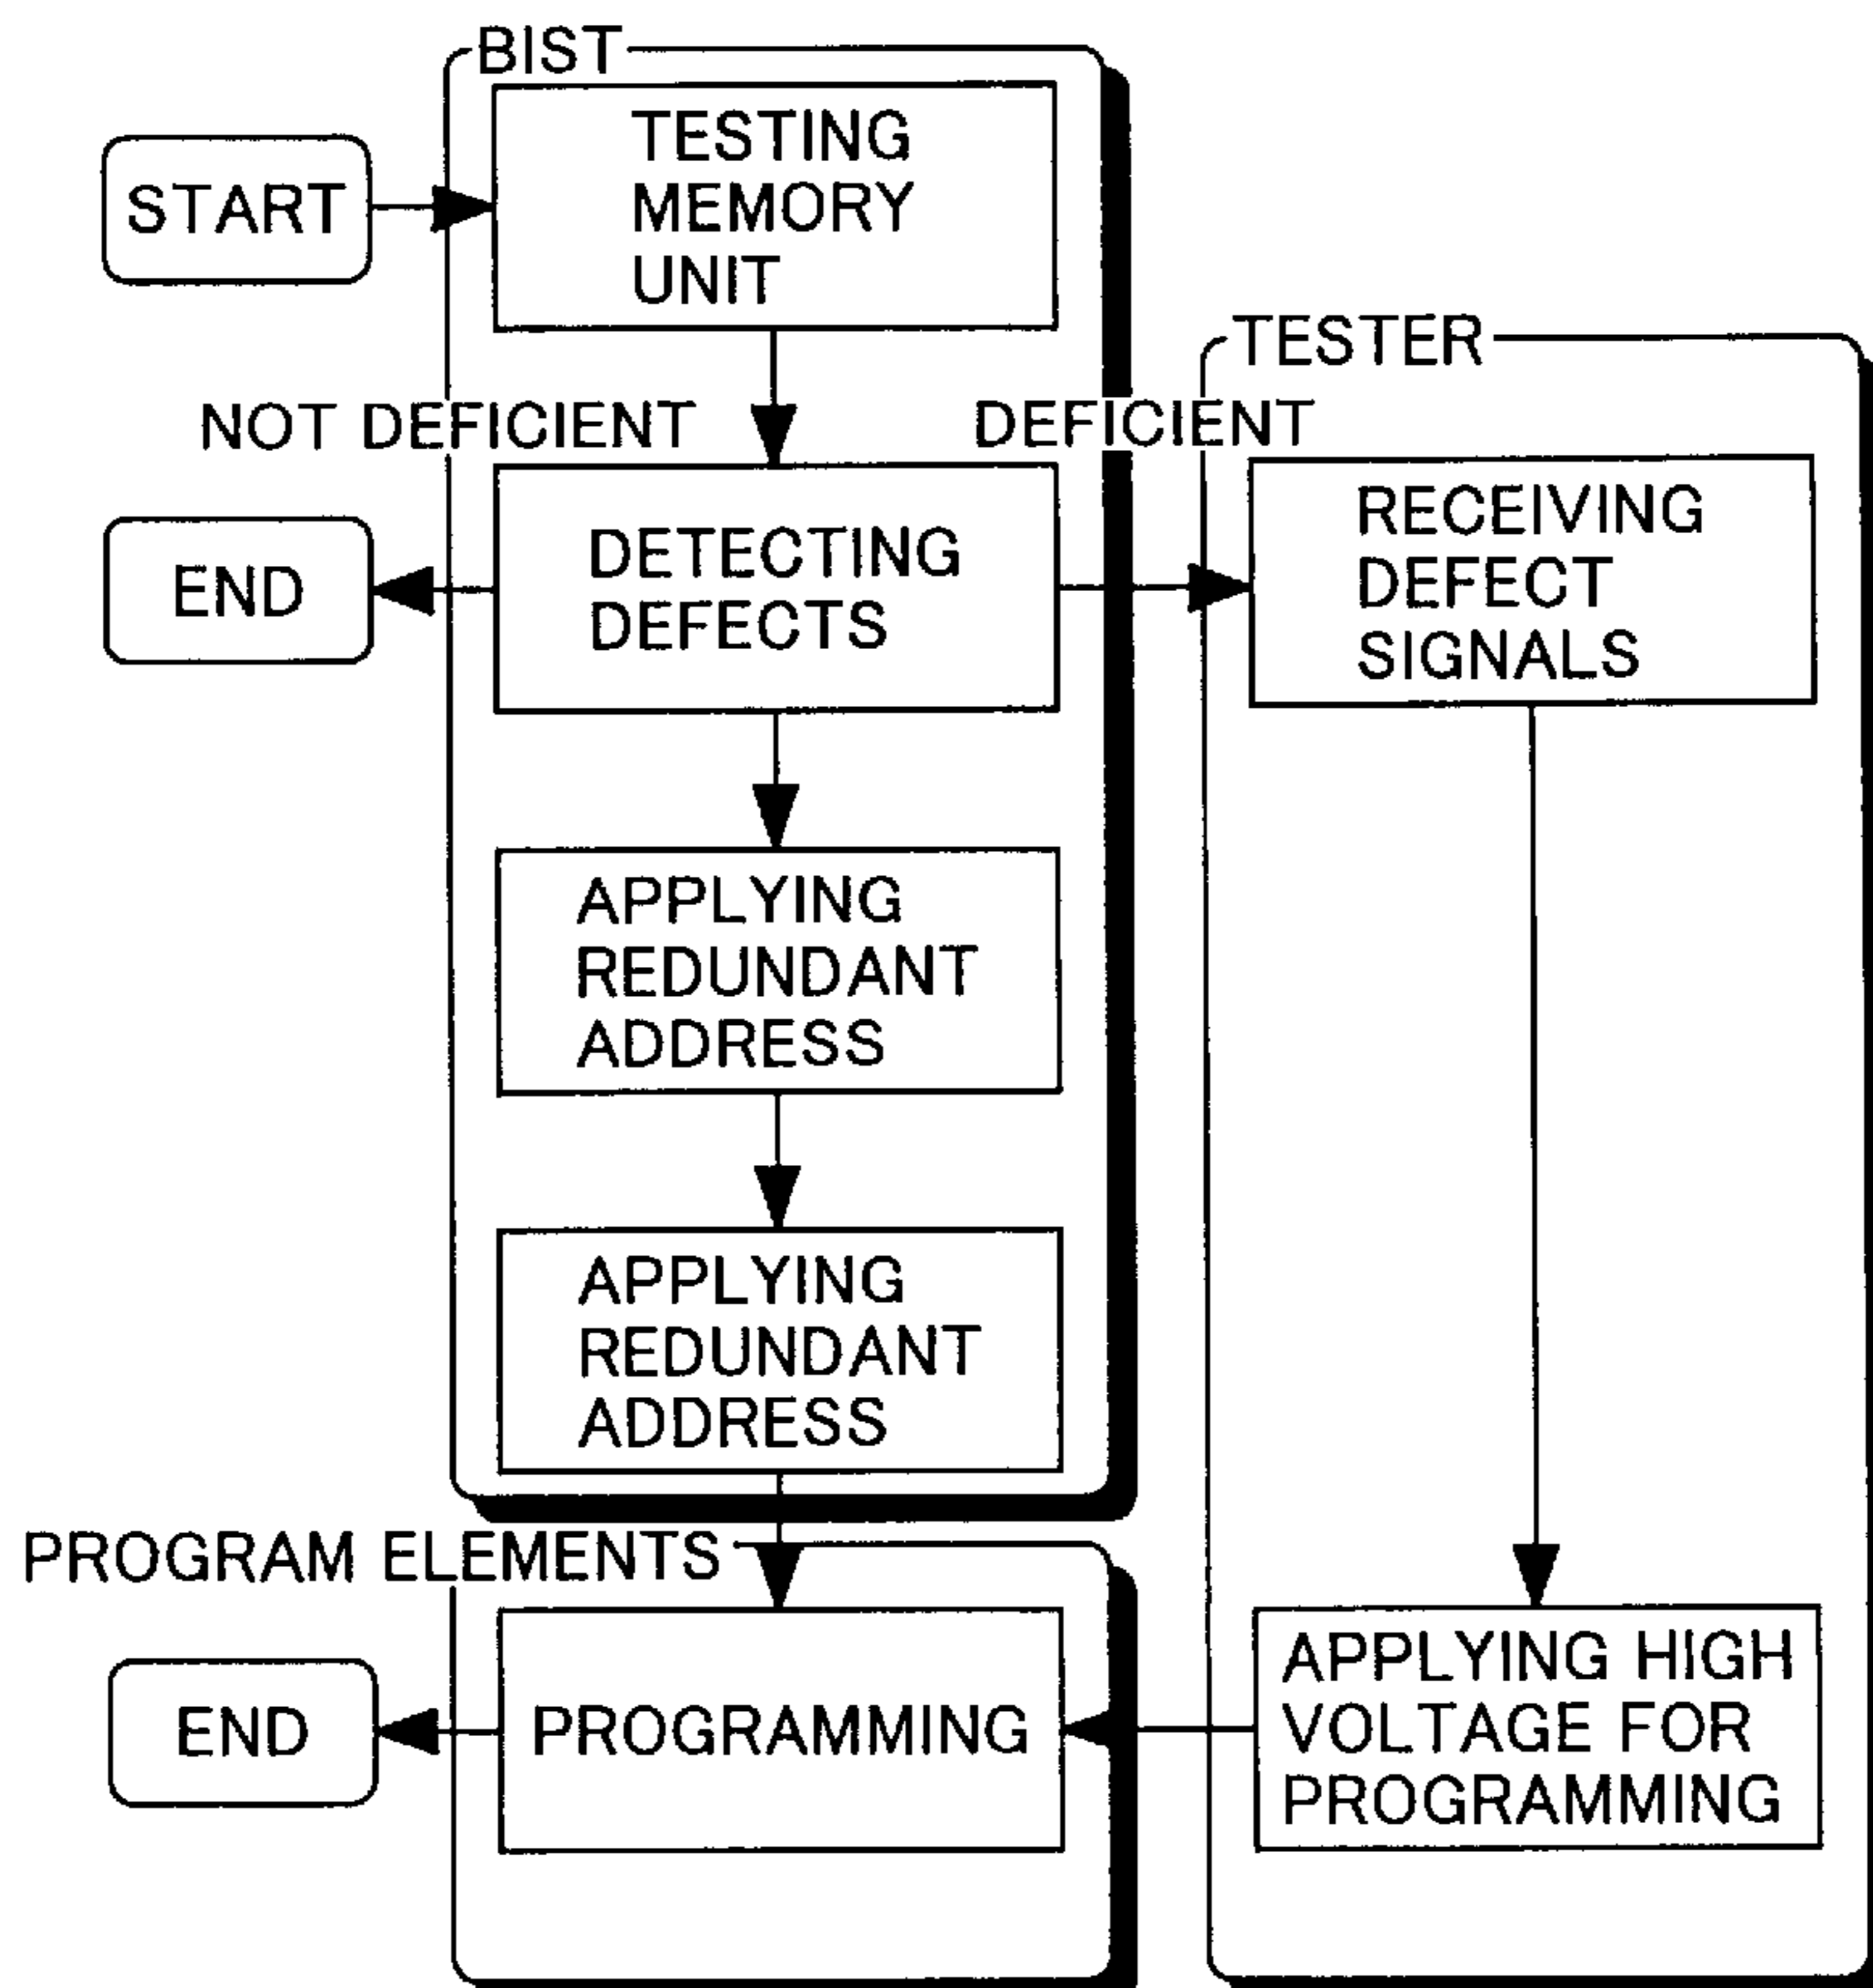 BIST
TESTING
MEMORY
UNIT
START
TESTER
NOT DEFICIENT
DEFICIENT
DETECTING
DEFECTS
END
RECEIVING
DEFECT
SIGNALS
APPLYING
REDUNDANT
ADDRESS
APPLYING
REDUNDANT
ADDRESS
PROGRAM ELEMENTS
PROGRAMMING
END
APPLYING HIGH
VOLTAGE FOR
PROGRAMMING